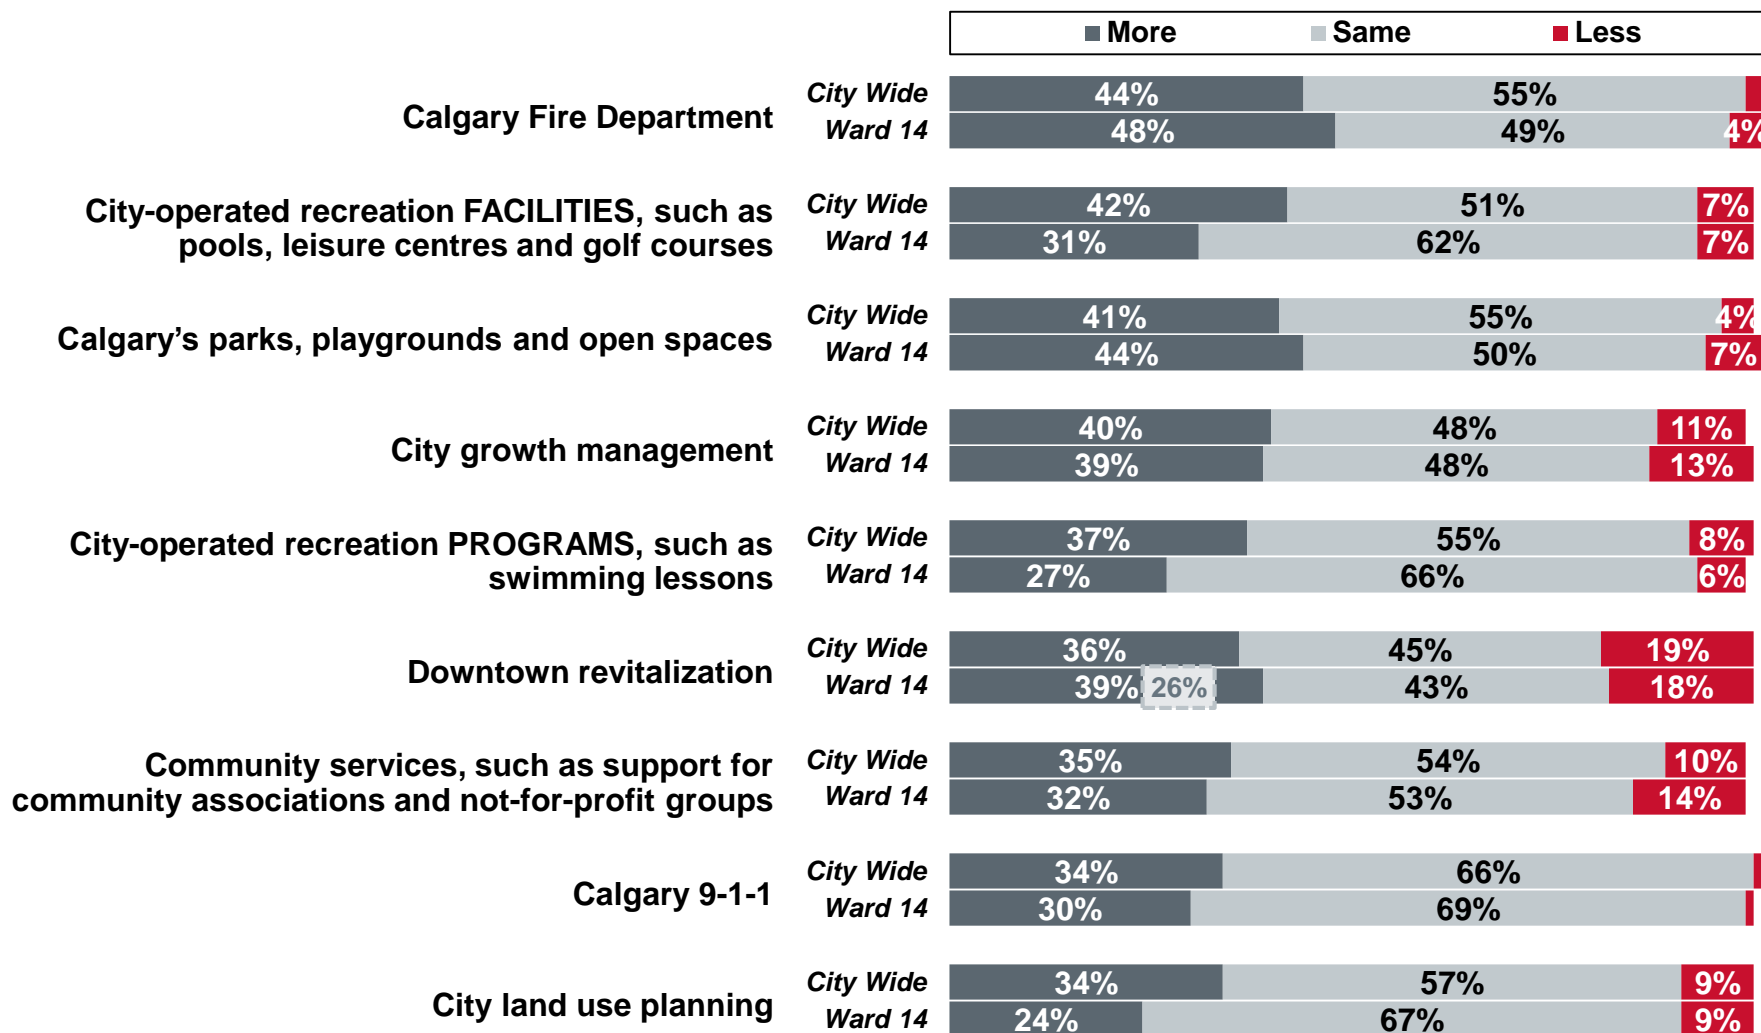 More Same Less
City Wide 44% 55%
Calgary Fire Department
Ward 14 48% 49% 4%
City-operated recreation FACILITIES, such as City Wide 42% 51% 7%
pools, leisure centres and golf courses Ward 14 31% 62% 7%
City Wide 41% 55% 4%
Calgary's parks, playgrounds and open spaces
Ward 14 44% 50% 7%
City Wide 40% 48% 11%
City growth management
Ward 14 39% 48% 13%
City-operated recreation PROGRAMS, such as City Wide 37% 55% 8%
swimming lessons Ward 14 27% 66% 6%
City Wide 36% 45% 19%
Downtown revitalization
Ward 14 39% 26% 43% 18%
Community services, such as support for City Wide 35% 54% 10%
community associations and not-for-profit groups Ward 14 32% 53% 14%
City Wide 34% 66%
Calgary 9-1-1
Ward 14 30% 69%
City Wide 34% 57% 9%
City land use planning
Ward 14 24% 67% 9%